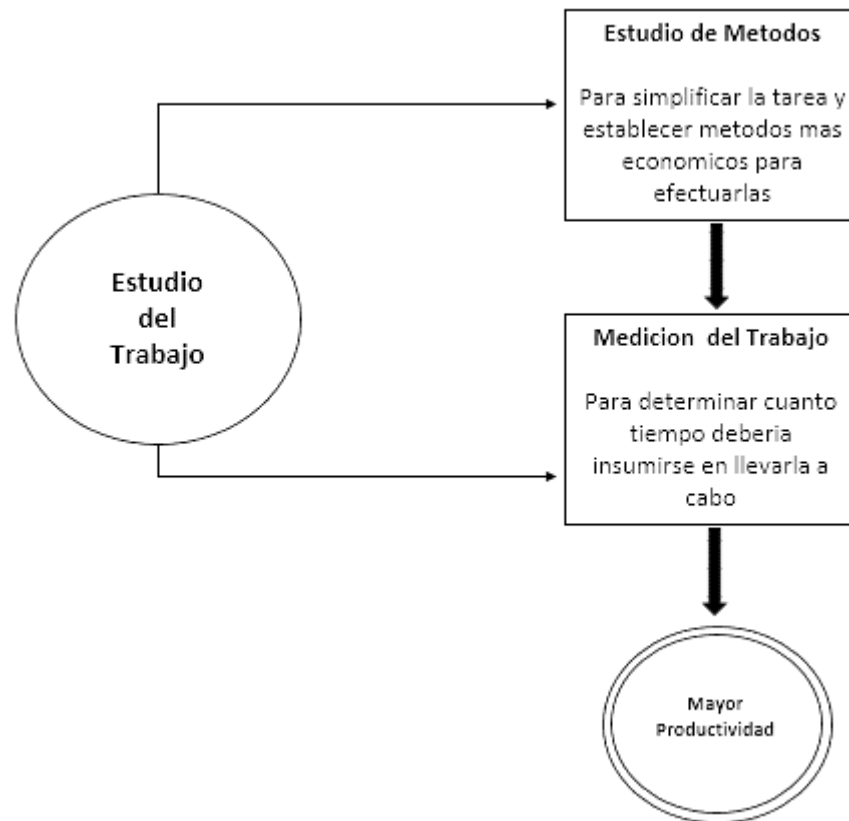 Estudio de Metodos
Para simplificar la tarea y
establecer metodos mas
economicos para
efectuarlas
Estudio
del
Trabajo
Medicion del Trabajo
Para determinar cuanto
tiempo deberia
insumirse en llevarla a
cabo
Mayor
Productividad